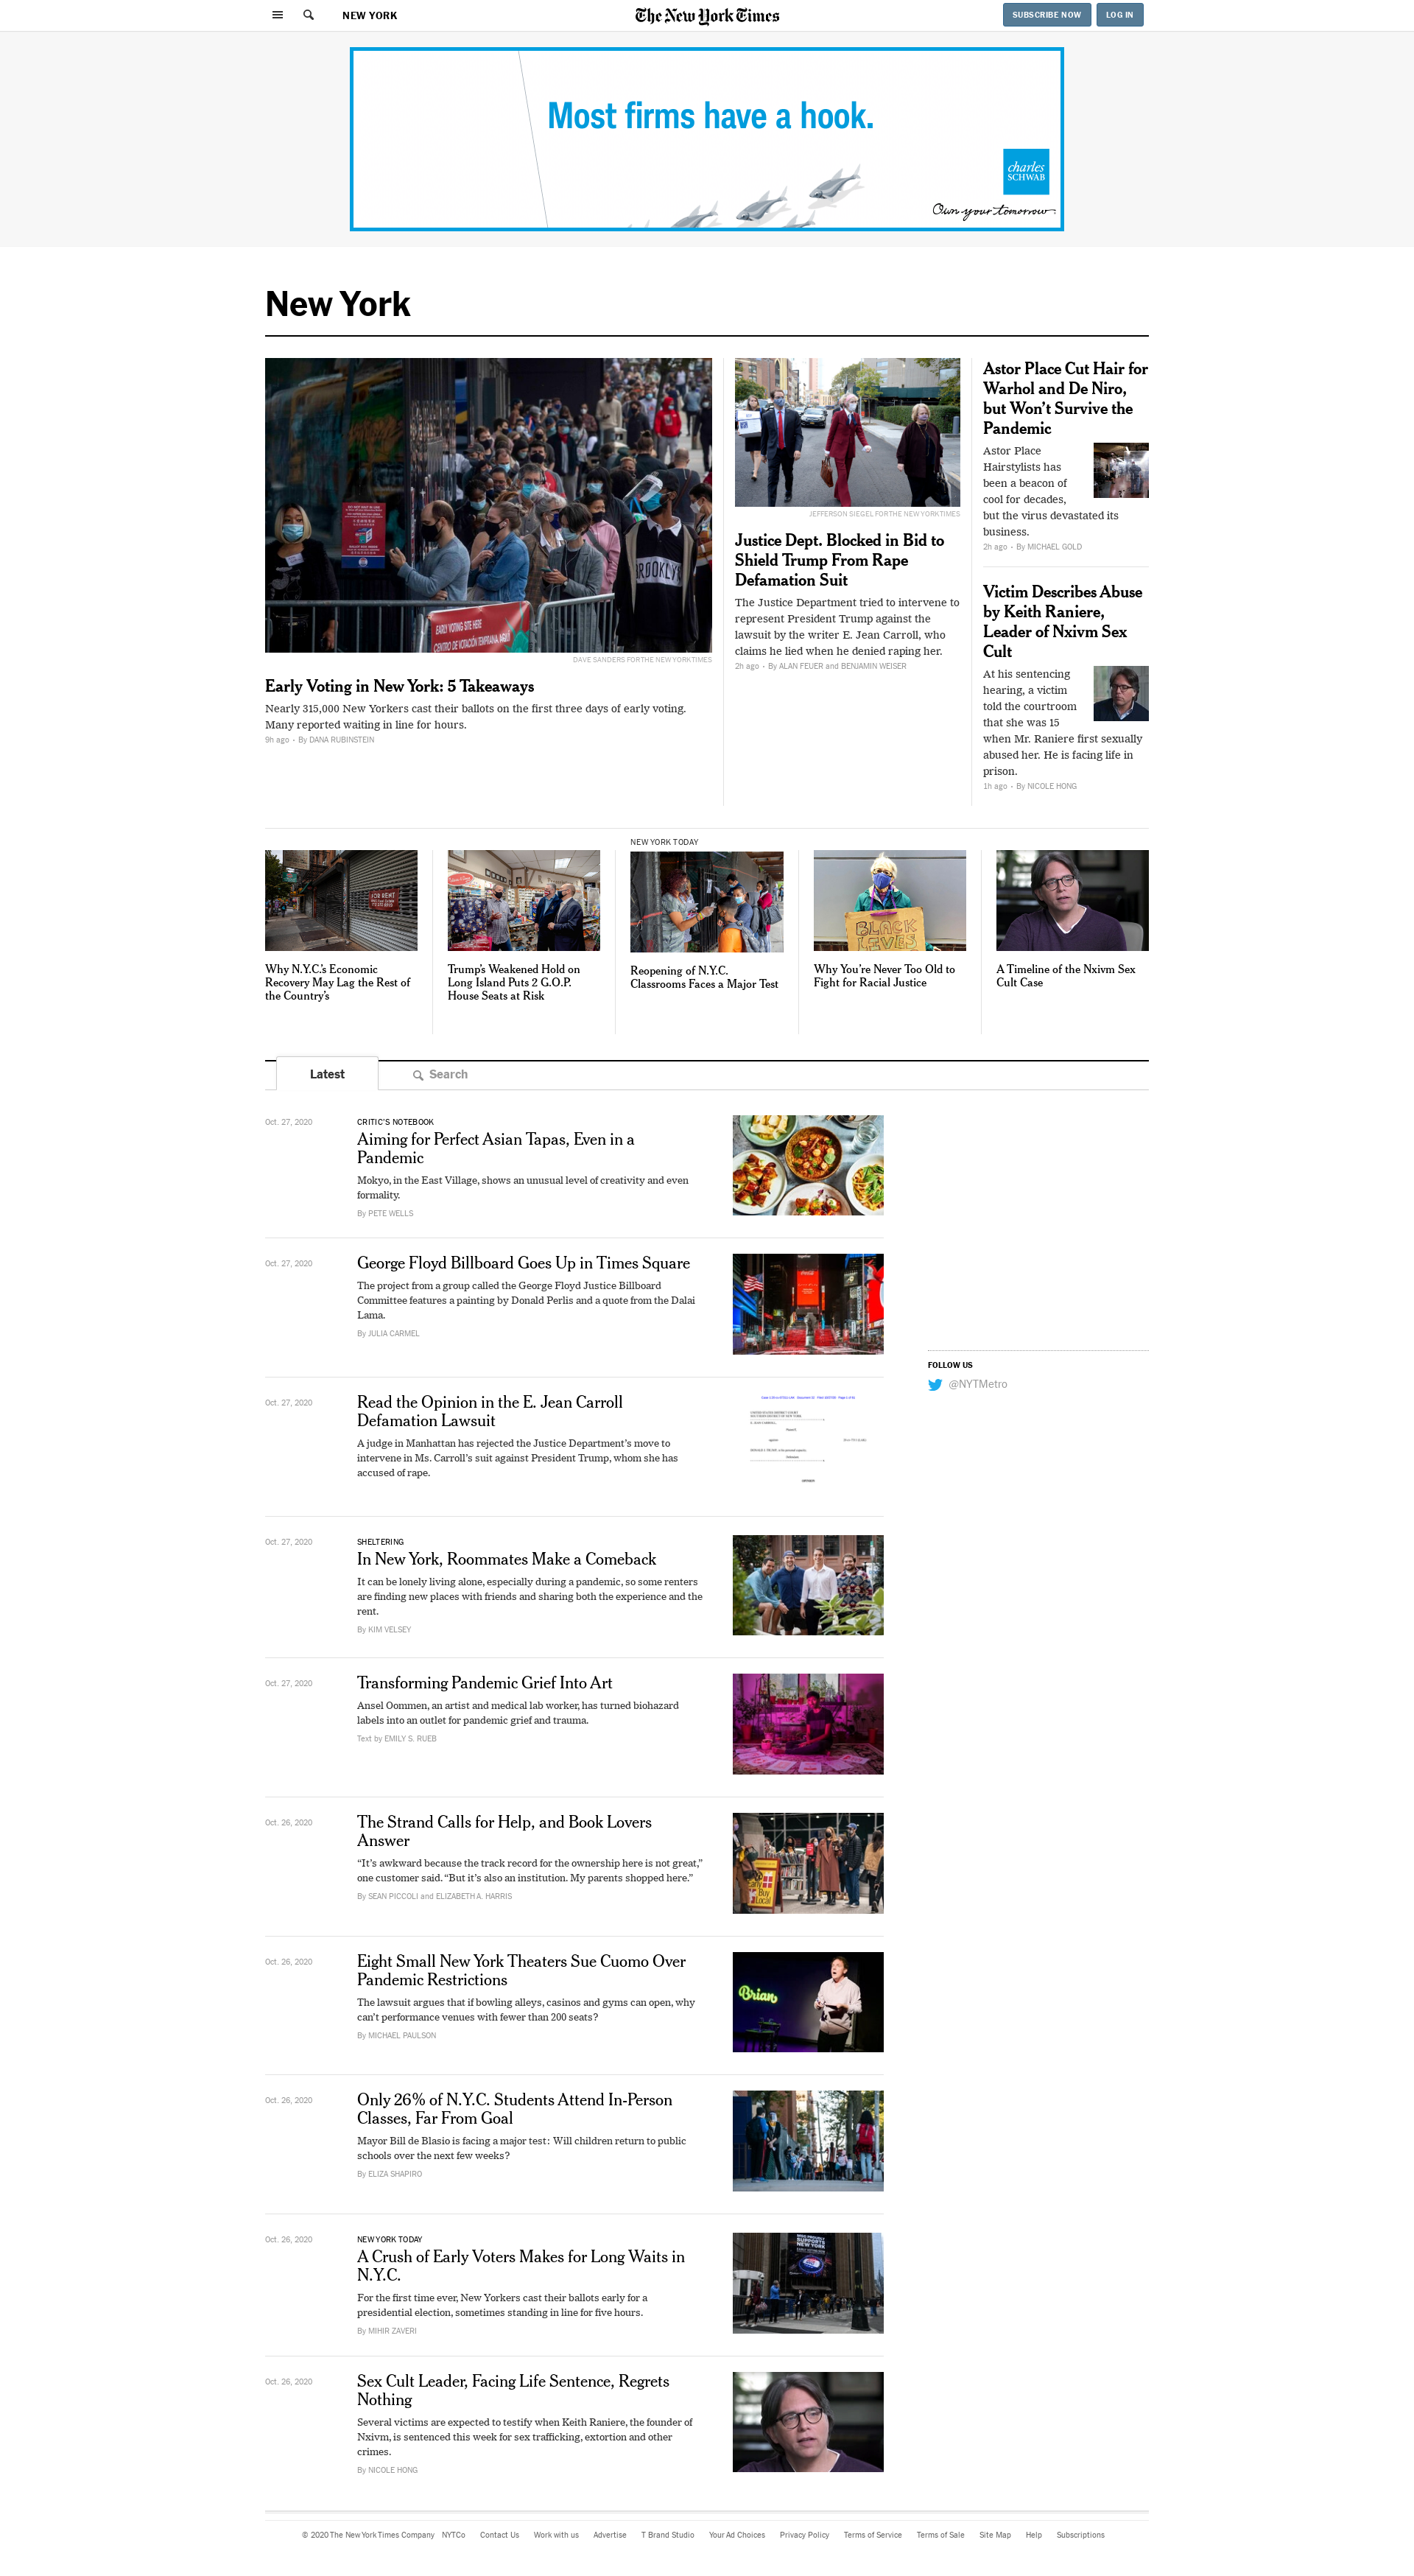 NEW YORK
The New York Times
SUBSCRIBE NOW
LOG IN
Most firms have a hook.
charles
SCHWAB
Own your tomorrow
New York
BROOKLYN
EARLY VOTING SITE HERE
DAVE SANDERS FOR THE NEW YORK TIMES
Early Voting in New York: 5 Takeaways
Nearly 315,000 New Yorkers cast their ballots on the first three days of early voting.
Many reported waiting in line for hours.
9h ago • By DANA RUBINSTEIN
JEFFERSON SIEGEL FOR THE NEW YORK TIMES
Justice Dept. Blocked in Bid to
Shield Trump From Rape
Defamation Suit
The Justice Department tried to intervene to
represent President Trump against the
lawsuit by the writer E. Jean Carroll, who
claims he lied when he denied raping her.
2h ago • By ALAN FEUER and BENJAMIN WEISER
Astor Place Cut Hair for
Warhol and De Niro,
but Won’t Survive the
Pandemic
Astor Place
Hairstylists has
been a beacon of
cool for decades,
but the virus devastated its
business.
2h ago • By MICHAEL GOLD
Victim Describes Abuse
by Keith Raniere,
Leader of Nxivm Sex
Cult
At his sentencing
hearing, a victim
told the courtroom
that she was 15
when Mr. Raniere first sexually
abused her. He is facing life in
prison.
1h ago • By NICOLE HONG
FOR RENT
Why N.Y.C.’s Economic
Recovery May Lag the Rest of
the Country’s
Trump’s Weakened Hold on
Long Island Puts 2 G.O.P.
House Seats at Risk
NEW YORK TODAY
Reopening of N.Y.C.
Classrooms Faces a Major Test
BLACK
LIVES
Why You’re Never Too Old to
Fight for Racial Justice
A Timeline of the Nxivm Sex
Cult Case
Latest
Search
Oct. 27, 2020
CRITIC’S NOTEBOOK
Aiming for Perfect Asian Tapas, Even in a
Pandemic
Mokyo, in the East Village, shows an unusual level of creativity and even
formality.
By PETE WELLS
Oct. 27, 2020
George Floyd Billboard Goes Up in Times Square
The project from a group called the George Floyd Justice Billboard
Committee features a painting by Donald Perlis and a quote from the Dalai
Lama.
By JULIA CARMEL
FOLLOW US
@NYTMetro
Oct. 27, 2020
Read the Opinion in the E. Jean Carroll
Defamation Lawsuit
A judge in Manhattan has rejected the Justice Department’s move to
intervene in Ms. Carroll’s suit against President Trump, whom she has
accused of rape.
Oct. 27, 2020
SHELTERING
In New York, Roommates Make a Comeback
It can be lonely living alone, especially during a pandemic, so some renters
are finding new places with friends and sharing both the experience and the
rent.
By KIM VELSEY
Oct. 27, 2020
Transforming Pandemic Grief Into Art
Ansel Oommen, an artist and medical lab worker, has turned biohazard
labels into an outlet for pandemic grief and trauma.
Text by EMILY S. RUEB
Oct. 26, 2020
The Strand Calls for Help, and Book Lovers
Answer
“It’s awkward because the track record for the ownership here is not great,”
one customer said. “But it’s also an institution. My parents shopped here.”
By SEAN PICCOLI and ELIZABETH A. HARRIS
Buy
Local
Oct. 26, 2020
Eight Small New York Theaters Sue Cuomo Over
Pandemic Restrictions
The lawsuit argues that if bowling alleys, casinos and gyms can open, why
can’t performance venues with fewer than 200 seats?
By MICHAEL PAULSON
Brian
Oct. 26, 2020
Only 26% of N.Y.C. Students Attend In-Person
Classes, Far From Goal
Mayor Bill de Blasio is facing a major test: Will children return to public
schools over the next few weeks?
By ELIZA SHAPIRO
Oct. 26, 2020
NEW YORK TODAY
A Crush of Early Voters Makes for Long Waits in
N.Y.C.
For the first time ever, New Yorkers cast their ballots early for a
presidential election, sometimes standing in line for five hours.
By MIHIR ZAVERI
Oct. 26, 2020
Sex Cult Leader, Facing Life Sentence, Regrets
Nothing
Several victims are expected to testify when Keith Raniere, the founder of
Nxivm, is sentenced this week for sex trafficking, extortion and other
crimes.
By NICOLE HONG
© 2020 The New York Times Company NYTCo Contact Us Work with us Advertise T Brand Studio Your Ad Choices Privacy Policy Terms of Service Terms of Sale Site Map Help Subscriptions